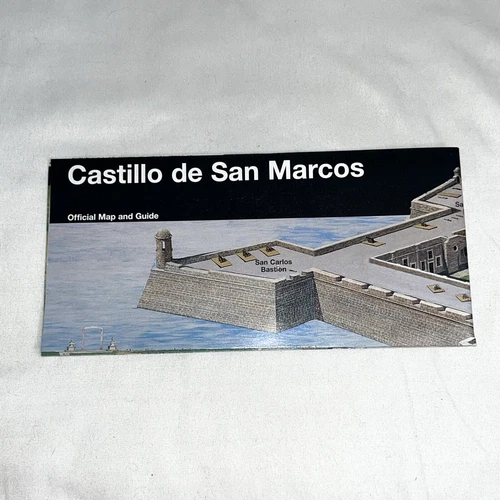 Castillo de San Marcos
Official Map and Guide
San Carlos
Bastion